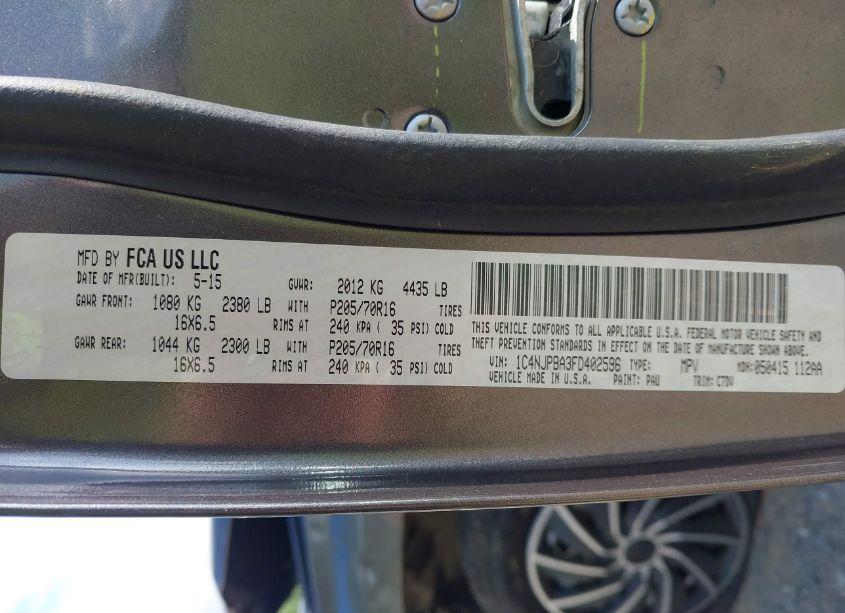 MFD BY FCA US LLC
DATE OF MFR(BUILT): 5-15 GVWR: 2012 KG 4435 LB
GAWR FRONT: 1080 KG 2380 LB WITH P205/70R16 TIRES
16X6.5 RIMS AT 240 KPA ( 35 PSI) COLD
GAWR REAR: 1044 KG 2300 LB WITH P205/70R16 TIRES
16X6.5 RIMS AT 240 KPA ( 35 PSI) COLD
THIS VEHICLE CONFORMS TO ALL APPLICABLE U.S.A. FEDERAL MOTOR VEHICLE SAFETY AND
THEFT PREVENTION STANDARDS IN EFFECT ON THE DATE OF MANUFACTURE SHOWN ABOVE.
VIN: 1C4NJPBA3FD402596 TYPE: MPV MDH: 050415 112AA
VEHICLE MADE IN U.S.A. PAINT: PAU TRIM: C7DV